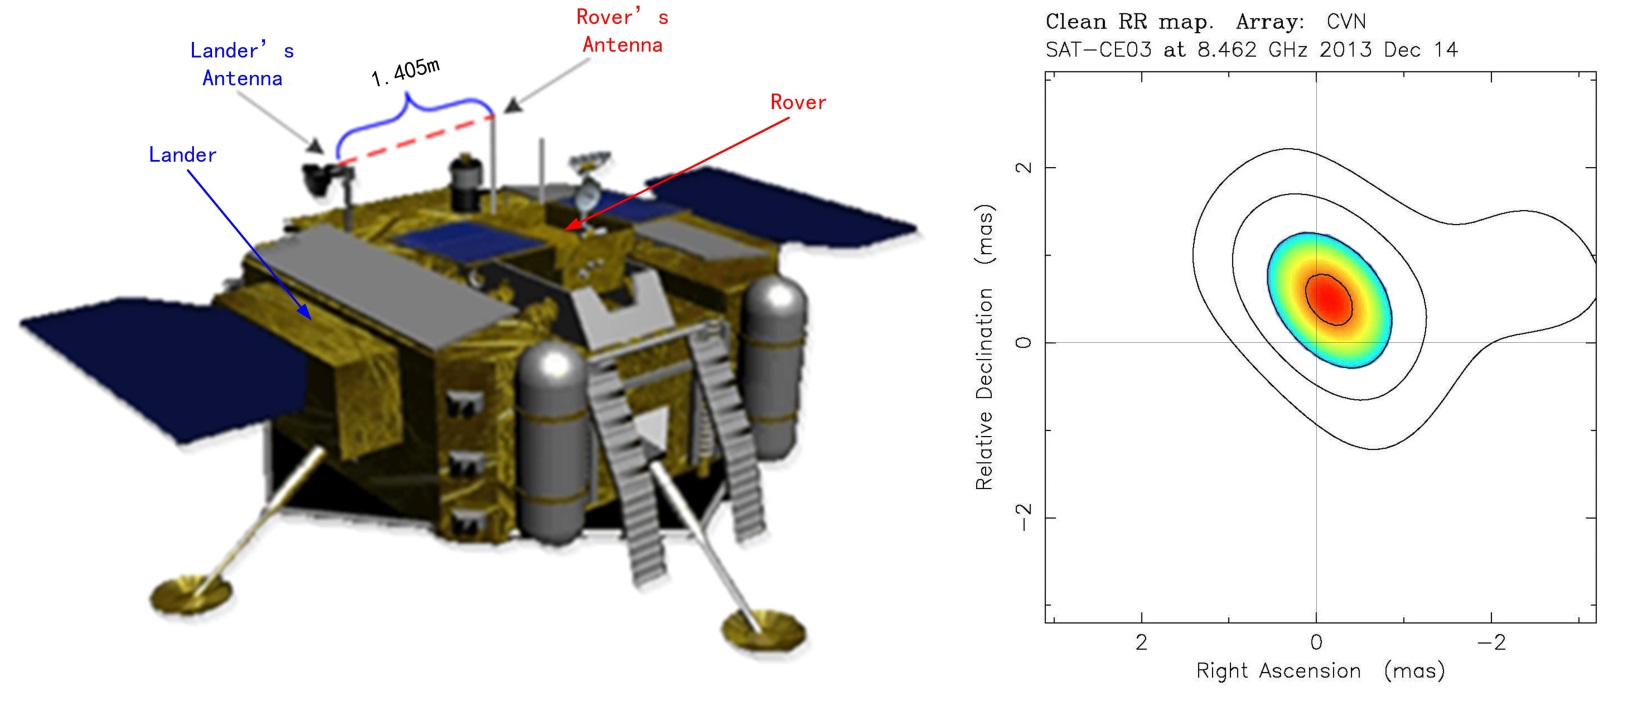 Rover's
Antenna
Lander's
Antenna
1.405m
Rover
Lander
Clean RR map. Array: CVN
SAT-CE03 at 8.462 GHz 2013 Dec 14
Relative Declination (mas)
2
0
-2
2
0
-2
Right Ascension (mas)